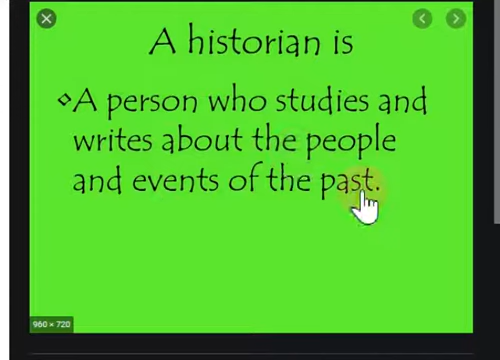 A historian is
❖A person who studies and
writes about the people
and events of the past.
960 × 720